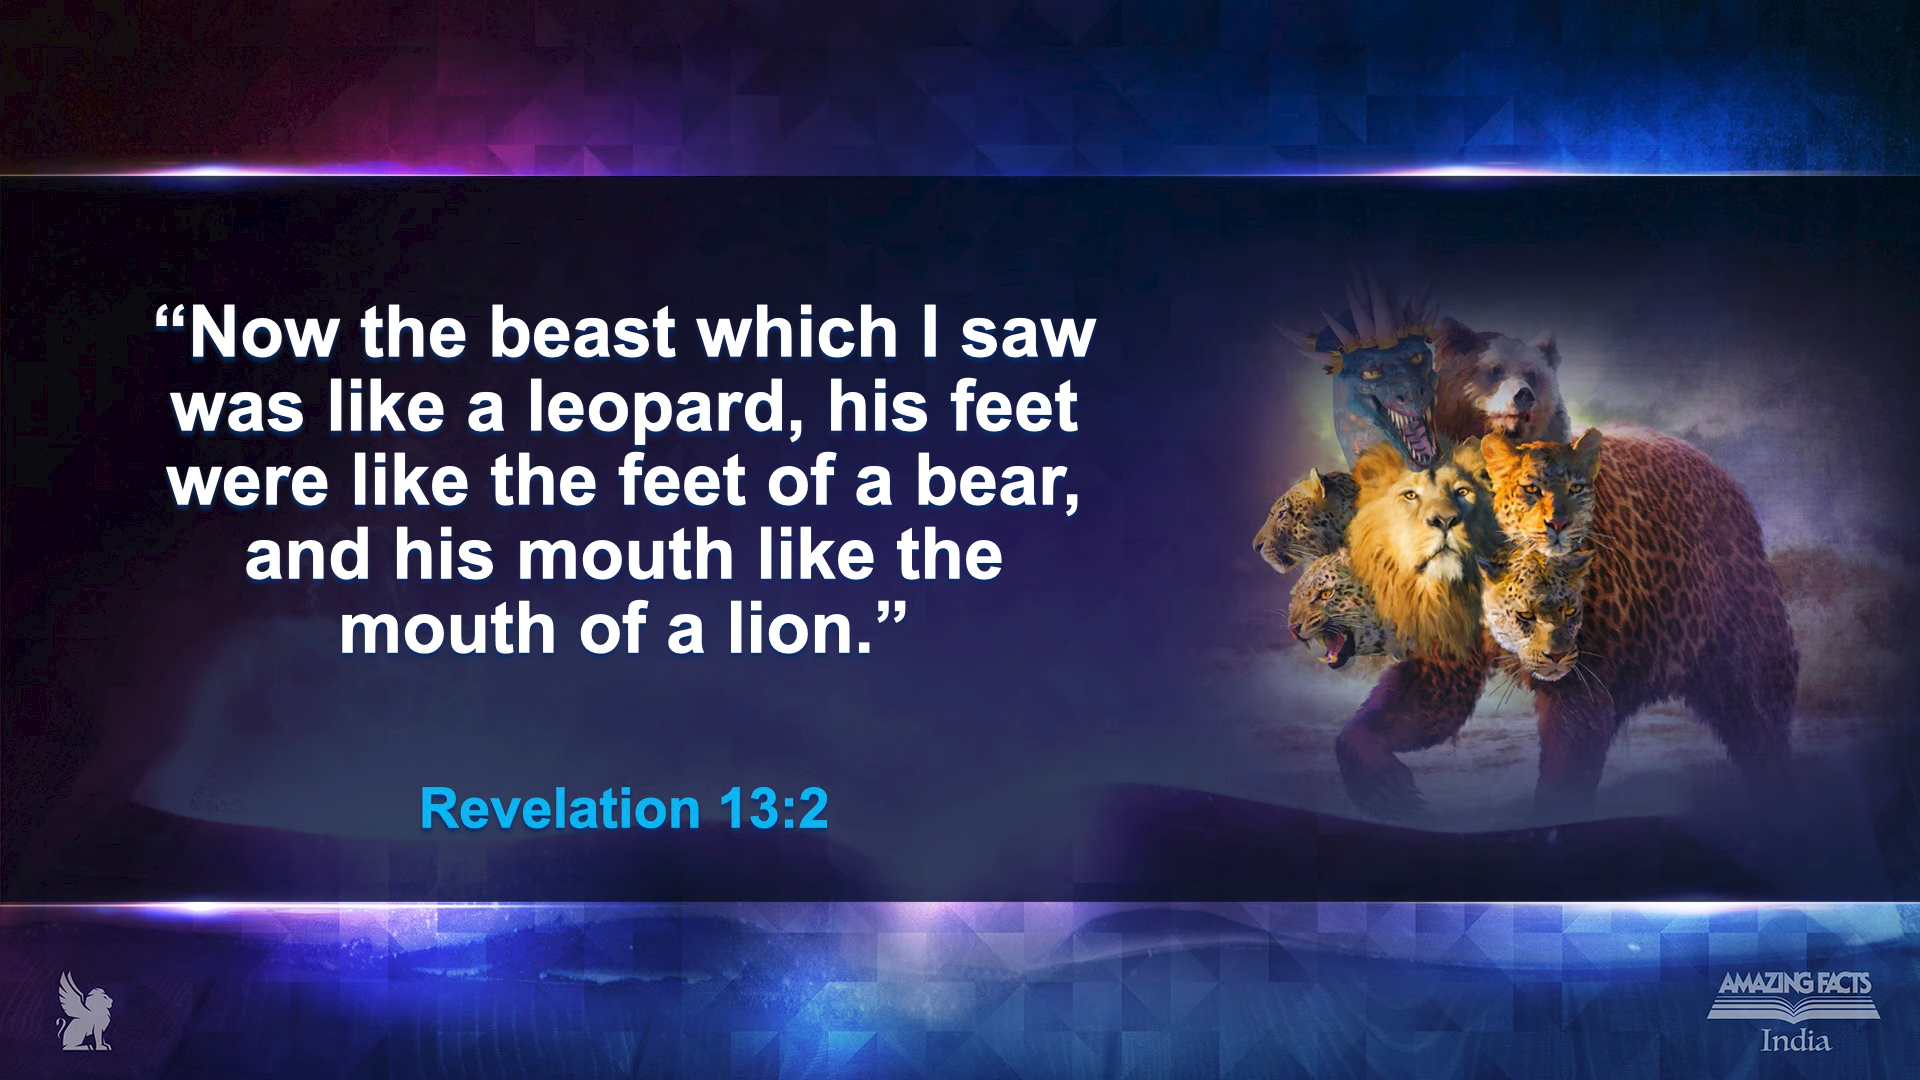 “Now the beast which I saw
was like a leopard, his feet
were like the feet of a bear,
and his mouth like the
mouth of a lion.”
Revelation 13:2
AMAZING FACTS
India